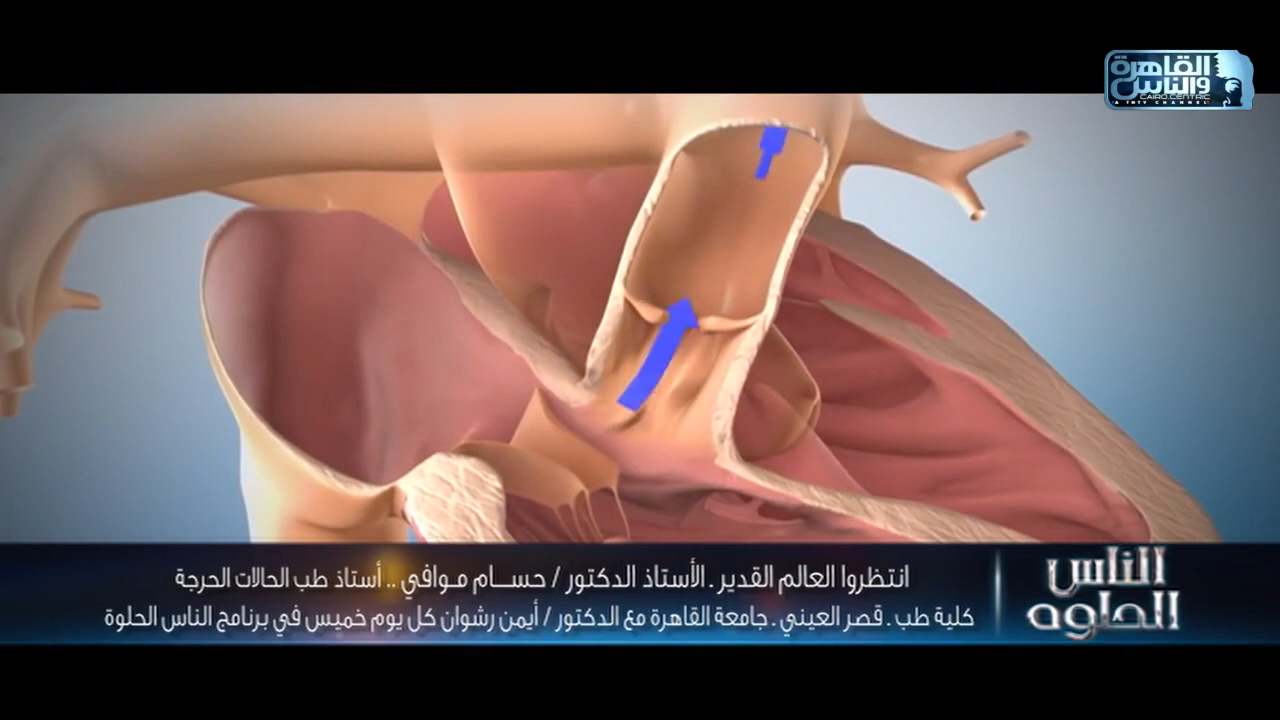 القاهرة
والناس
CAIRO.CENTRIC
A TNTV CHANNEL
الناس
الحلوه
انتظروا العالم القدير . الأستاذ الدكتور / حســام مـوافي .. أستاذ طب الحالات الحرجة
كلية طب . قصر العيني . جامعة القاهرة مع الدكتور / أيمن رشوان كل يوم خميس في برنامج الناس الحلوة